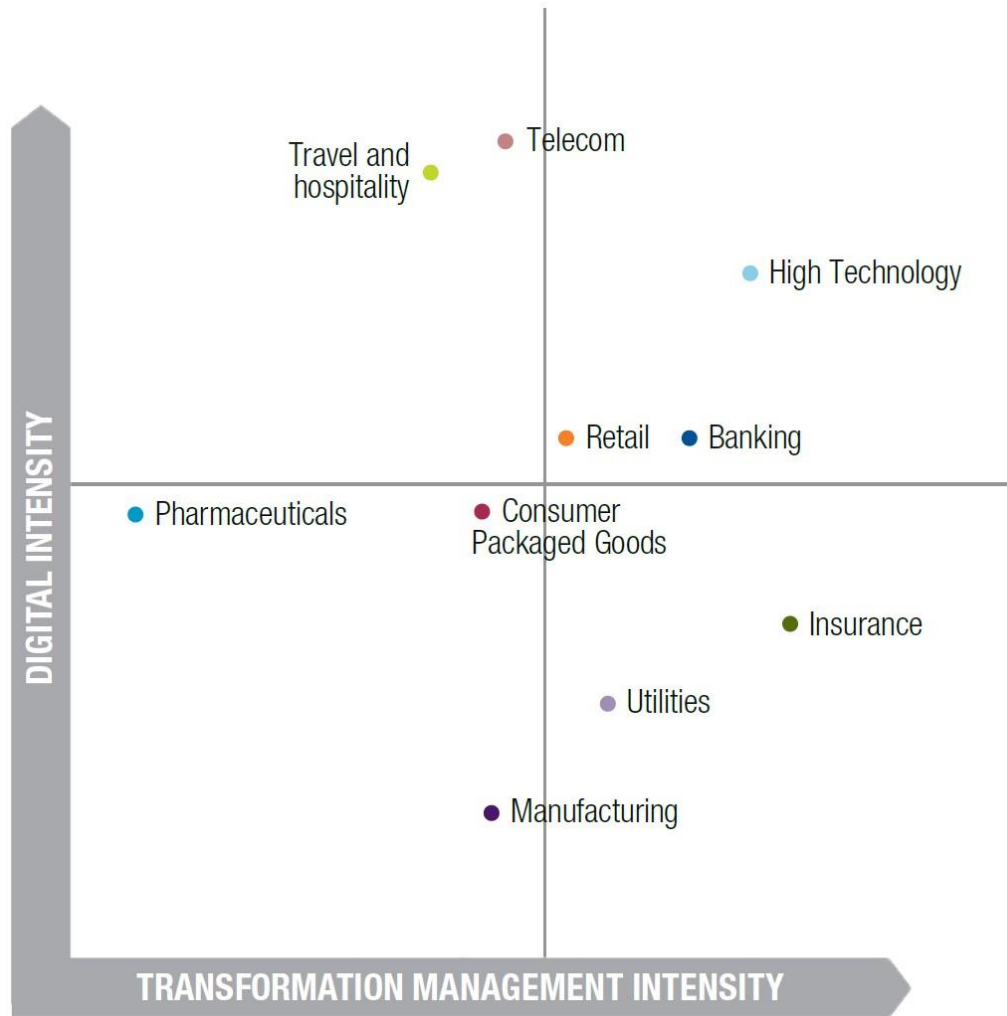 Travel and
hospitality
Telecom
High Technology
Retail
Banking
Pharmaceuticals
Consumer
Packaged Goods
Insurance
Utilities
Manufacturing
DIGITAL INTENSITY
TRANSFORMATION MANAGEMENT INTENSITY